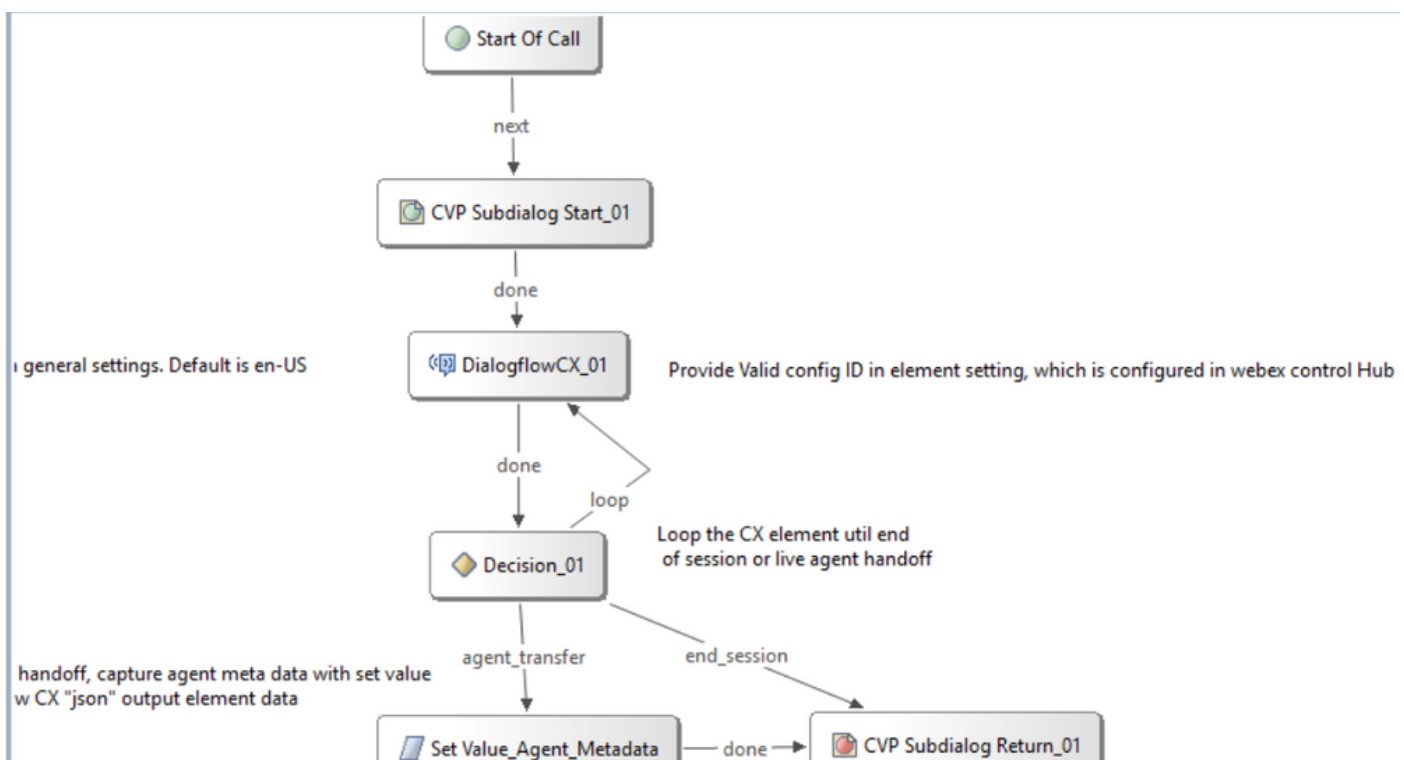 Start Of Call
next
CVP Subdialog Start_01
done
general settings. Default is en-US
DialogflowCX_01
Provide Valid config ID in element setting, which is configured in webex control Hub
done
loop
Loop the CX element util end
of session or live agent handoff
Decision_01
agent_transfer
end_session
handoff, capture agent meta data with set value
w CX "json" output element data
Set Value_Agent_Metadata
done
CVP Subdialog Return_01